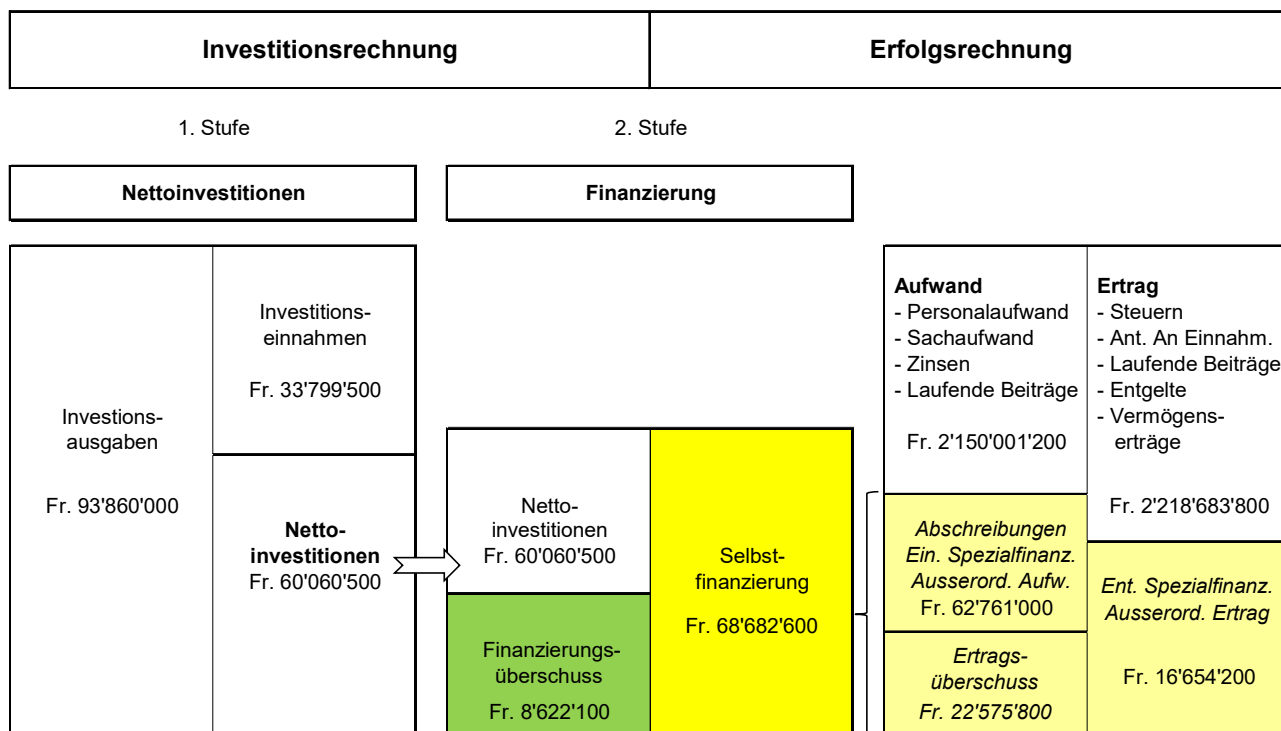 Investitionsrechnung
Erfolgsrechnung
1. Stufe
2. Stufe
Nettoinvestitionen
Finanzierung
Investions-
ausgaben
Fr. 93'860'000
Investitions-
einnahmen
Fr. 33'799'500
Netto-
investitionen
Fr. 60'060'500
Netto-
investitionen
Fr. 60'060'500
Finanzierungs-
überschuss
Fr. 8'622'100
Selbst-
finanzierung
Fr. 68'682'600
Aufwand
- Personalaufwand
- Sachaufwand
- Zinsen
- Laufende Beiträge
Fr. 2'150'001'200
Abschreibungen
Ein. Spezialfinanz.
Ausserord. Aufw.
Fr. 62'761'000
Ertrags-
überschuss
Fr. 22'575'800
Ertrag
- Steuern
- Ant. An Einnahm.
- Laufende Beiträge
- Entgelte
- Vermögens-
erträge
Fr. 2'218'683'800
Ent. Spezialfinanz.
Ausserord. Ertrag
Fr. 16'654'200